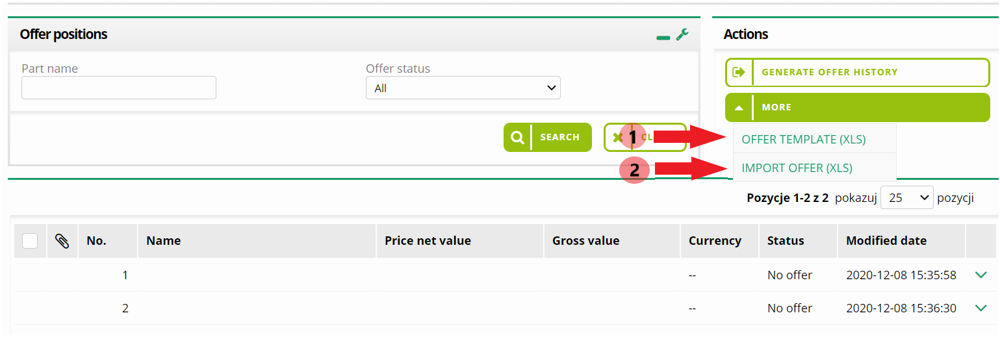 Offer positions
Actions
Part name
Offer status
All
GENERATE OFFER HISTORY
MORE
SEARCH
1
CL
OFFER TEMPLATE (XLS)
2
IMPORT OFFER (XLS)
Pozycje 1-2 z 2 pokazuj 25 pozycji
No. Name Price net value Gross value Currency Status Modified date
1 -- No offer 2020-12-08 15:35:58
2 -- No offer 2020-12-08 15:36:30